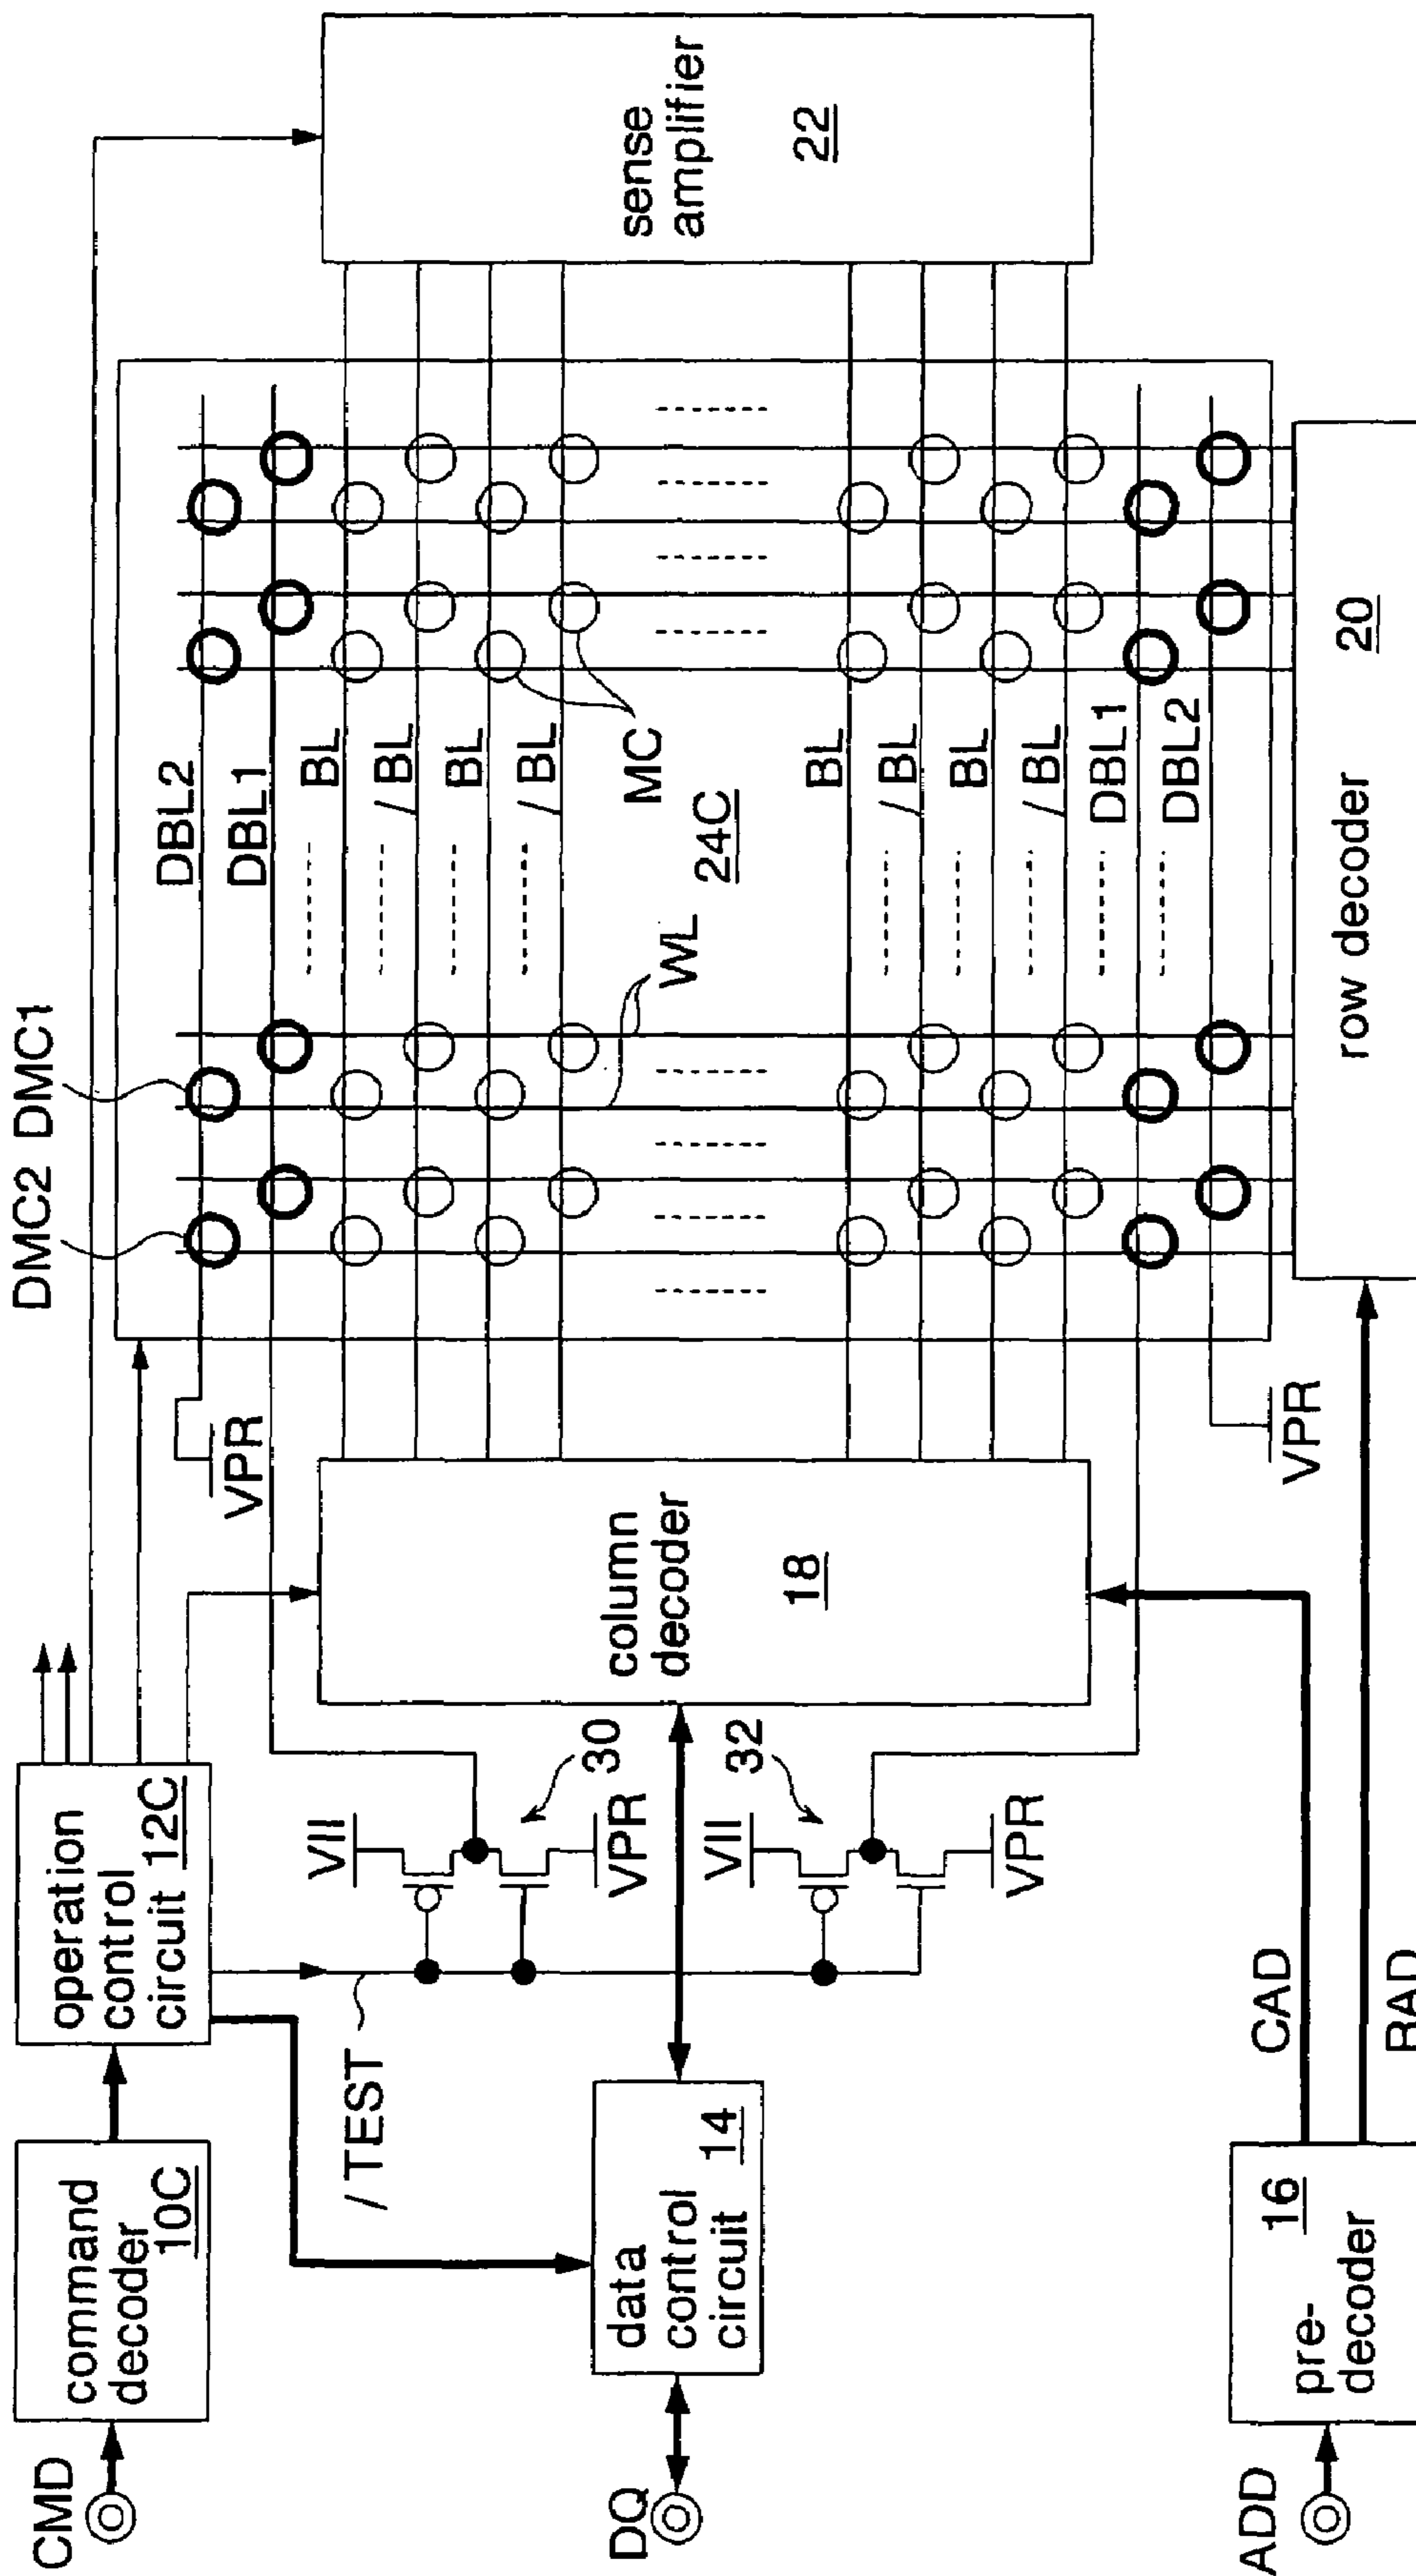 CMD
command
decoder
10C
operation
control
circuit 12C
DMC2 DMC1
/ TEST
DQ
data
control
circuit
14
VII
VPR
30
VII
VPR
32
column
decoder
18
VPR
DBL2
DBL1
BL
/ BL
BL
/ BL
MC
WL
24C
BL
/ BL
BL
/ BL
DBL1
DBL2
VPR
sense
amplifier
22
ADD
pre-
decoder
16
CAD
RAD
row decoder
20